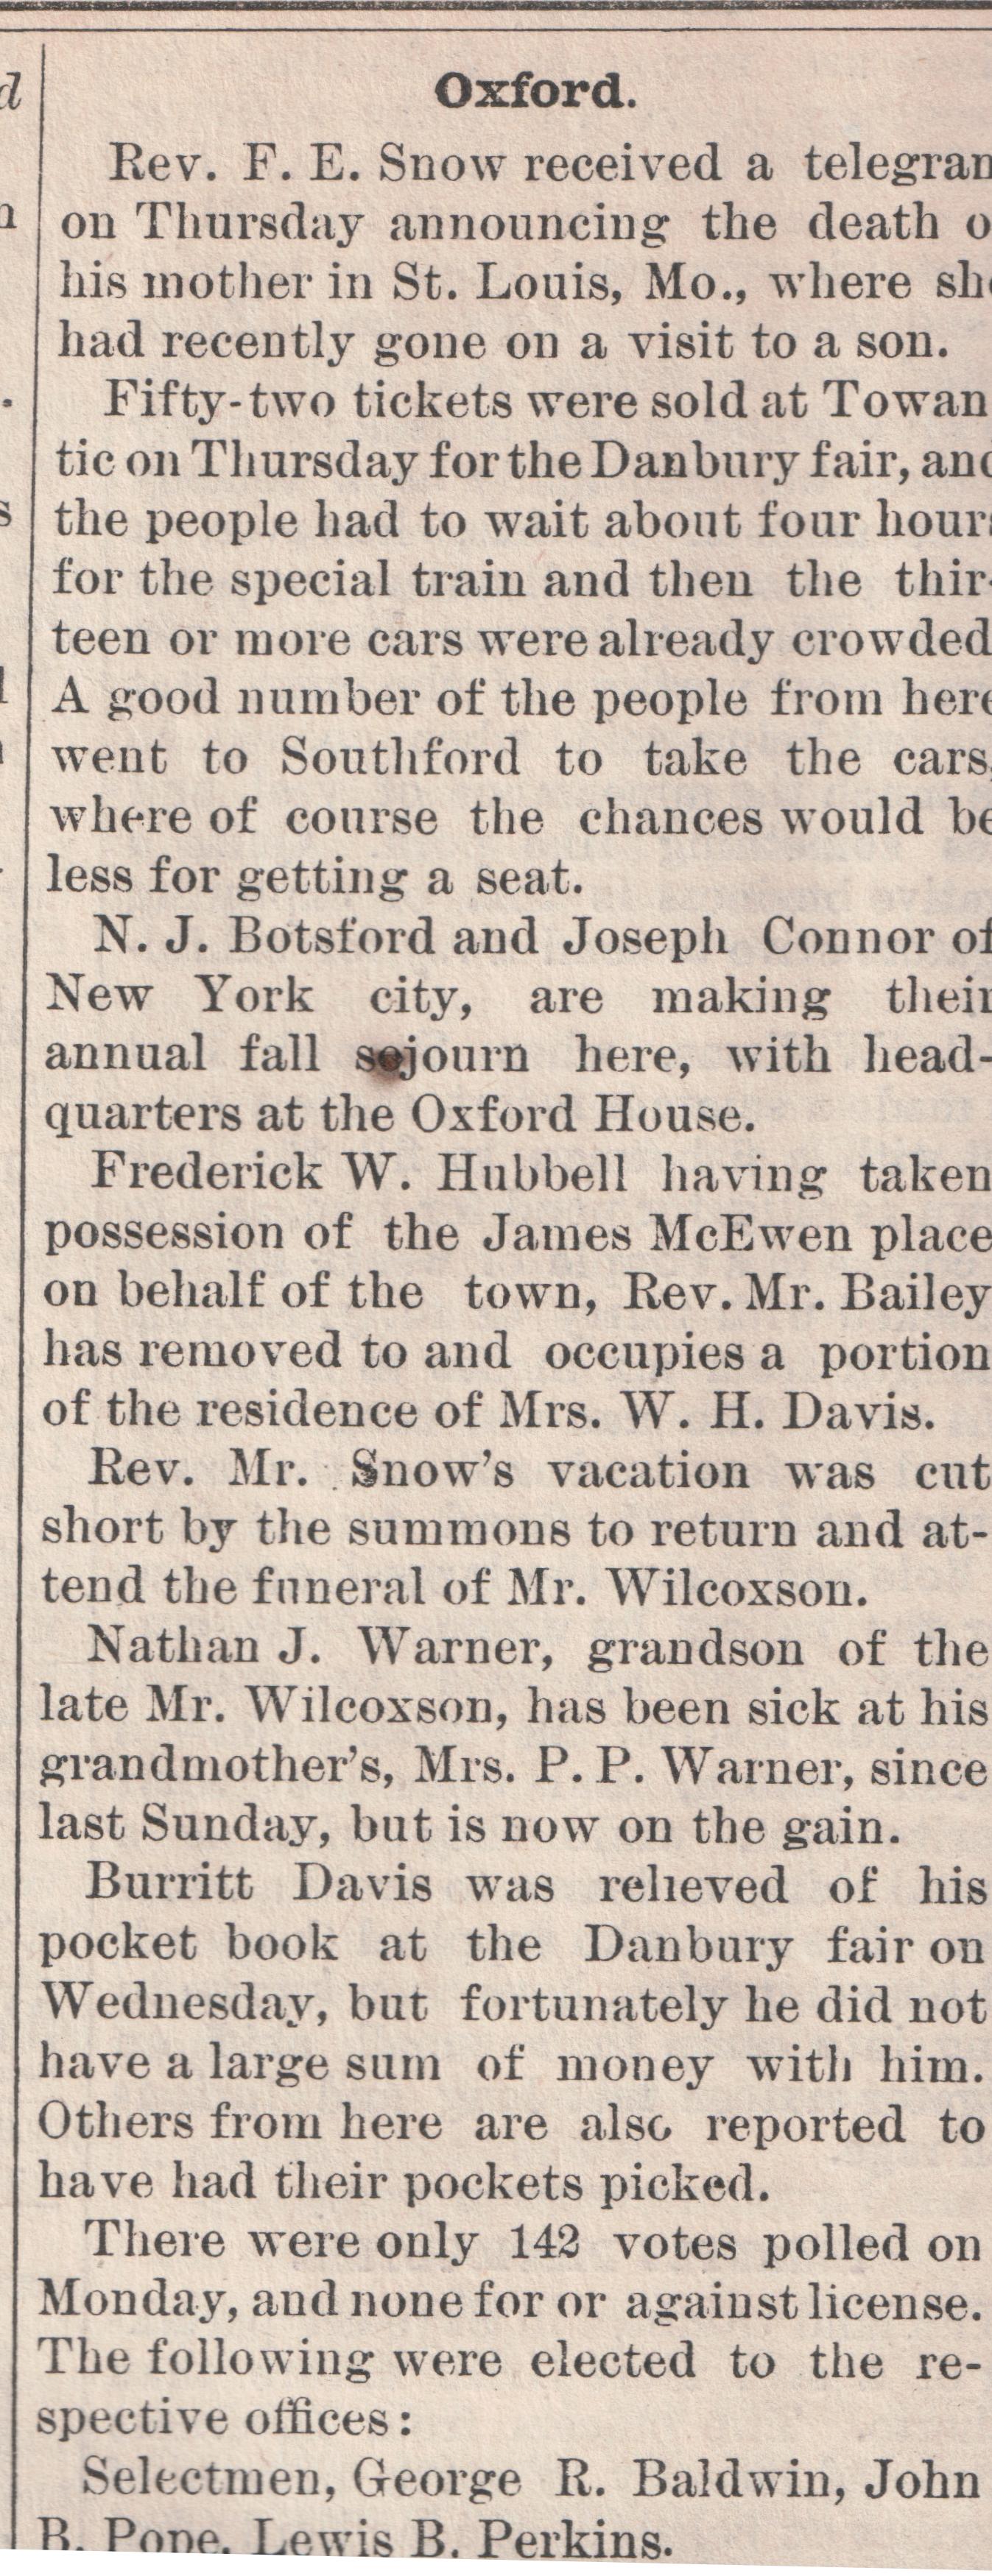 Oxford.
Rev. F. E. Snow received a telegram
on Thursday announcing the death o
his mother in St. Louis, Mo., where she
had recently gone on a visit to a son.
Fifty-two tickets were sold at Towan
tic on Thursday for the Danbury fair, and
the people had to wait about four hours
for the special train and then the thir-
teen or more cars were already crowded
A good number of the people from here
went to Southford to take the cars,
where of course the chances would be
less for getting a seat.
N. J. Botsford and Joseph Connor of
New York city, are making their
annual fall sojourn here, with head-
quarters at the Oxford House.
Frederick W. Hubbell having taken
possession of the James McEwen place
on behalf of the town, Rev. Mr. Bailey
has removed to and occupies a portion
of the residence of Mrs. W. H. Davis.
Rev. Mr. Snow's vacation was cut
short by the summons to return and at-
tend the funeral of Mr. Wilcoxson.
Nathan J. Warner, grandson of the
late Mr. Wilcoxson, has been sick at his
grandmother's, Mrs. P. P. Warner, since
last Sunday, but is now on the gain.
Burritt Davis was relieved of his
pocket book at the Danbury fair on
Wednesday, but fortunately he did not
have a large sum of money with him.
Others from here are also reported to
have had their pockets picked.
There were only 142 votes polled on
Monday, and none for or against license.
The following were elected to the re-
spective offices:
Selectmen, George R. Baldwin, John
B. Pope, Lewis B. Perkins.